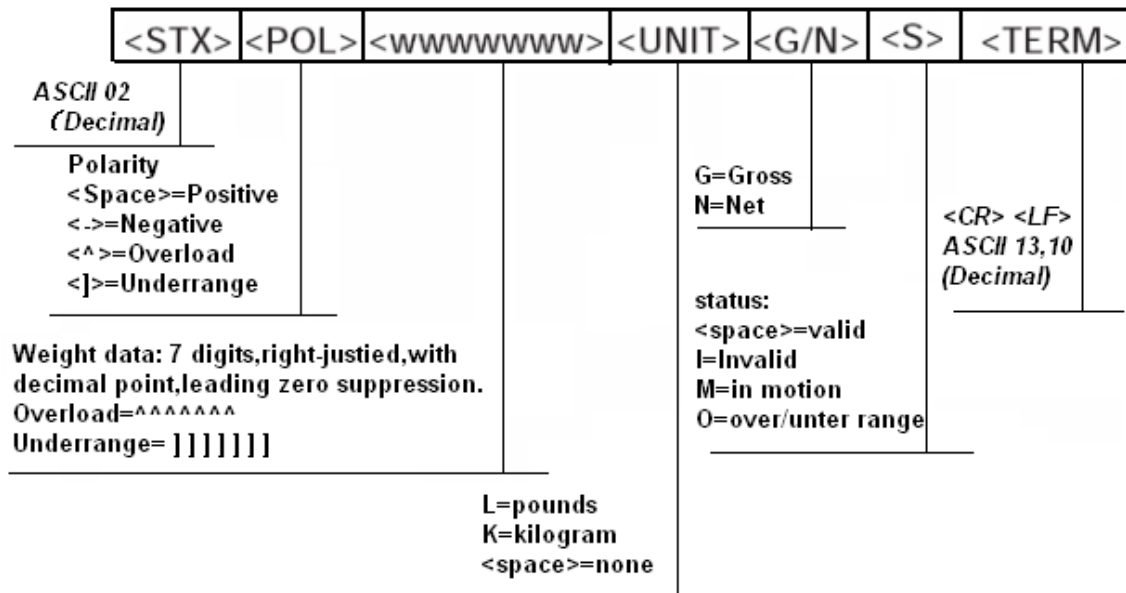 <STX> <POL> <wwwwwww> <UNIT> <G/N> <S> <TERM>
ASCII 02
(Decimal)
Polarity
<Space>=Positive
<->=Negative
<^>=Overload
<]>=Underrange
Weight data: 7 digits,right-justied,with
decimal point,leading zero suppression.
Overload=^^^^^^^
Underrange= ]]]]]]]
L=pounds
K=kilogram
<space>=none
G=Gross
N=Net
status:
<space>=valid
I=Invalid
M=in motion
O=over/unter range
<CR> <LF>
ASCII 13,10
(Decimal)